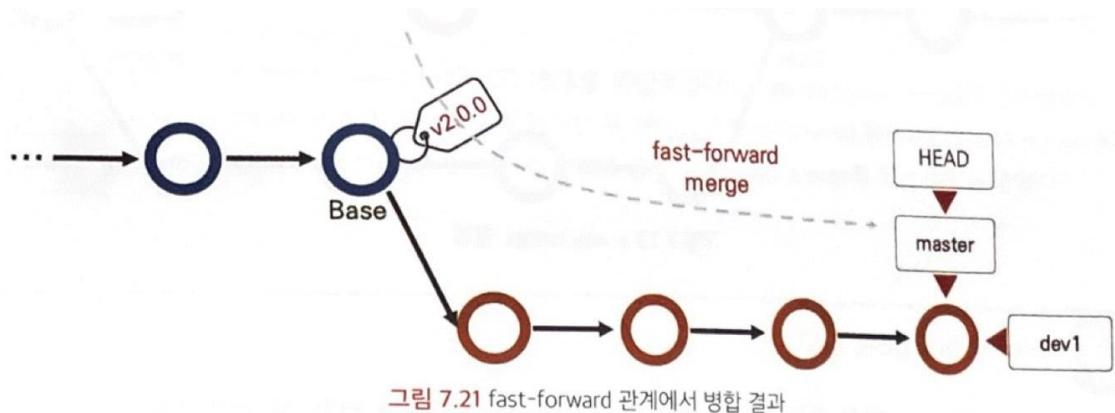 v2.0.0
Base
fast-forward
merge
HEAD
master
dev1
그림 7.21 fast-forward 관계에서 병합 결과